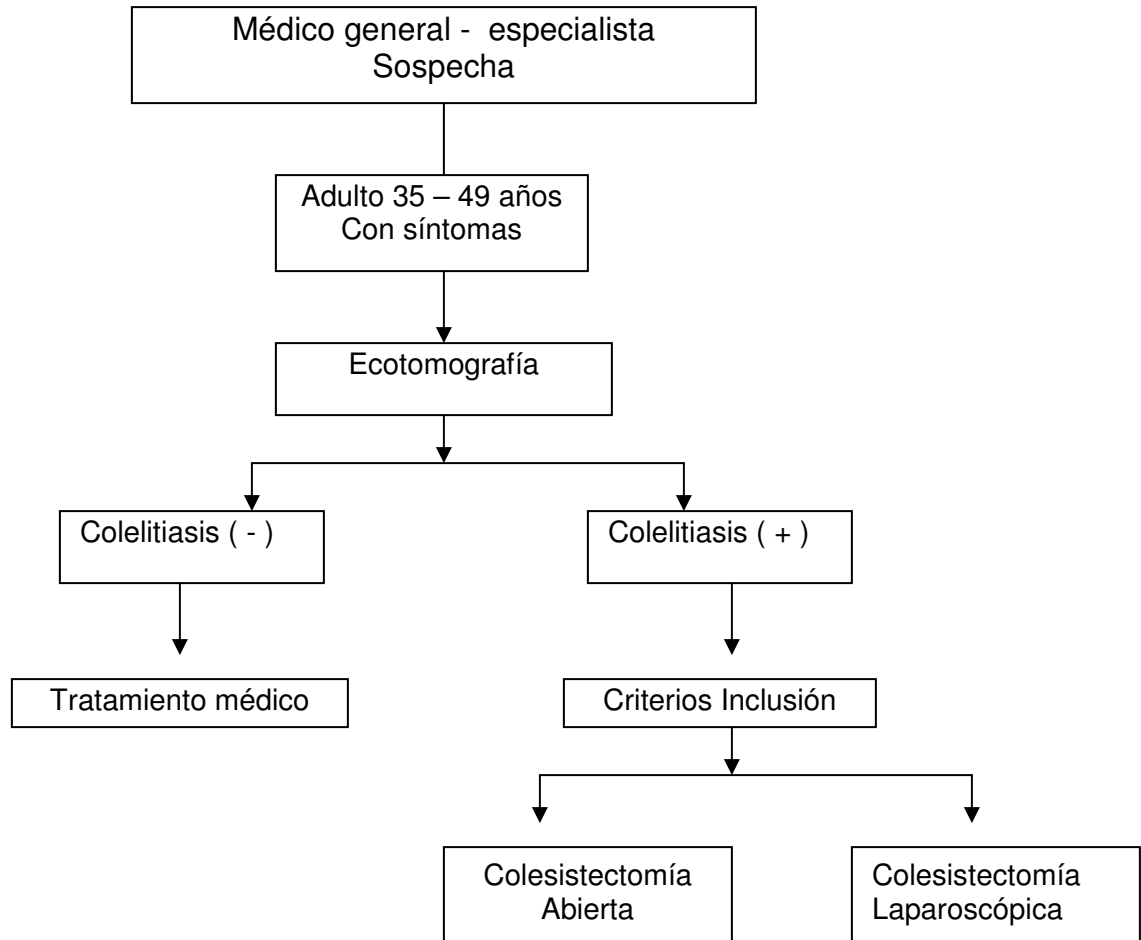 Médico general - especialista
Sospecha
Adulto 35 – 49 años
Con síntomas
Ecotomografía
Colelitiasis ( - )
Colelitiasis ( + )
Tratamiento médico
Criterios Inclusión
Colesistectomía
Abierta
Colesistectomía
Laparoscópica